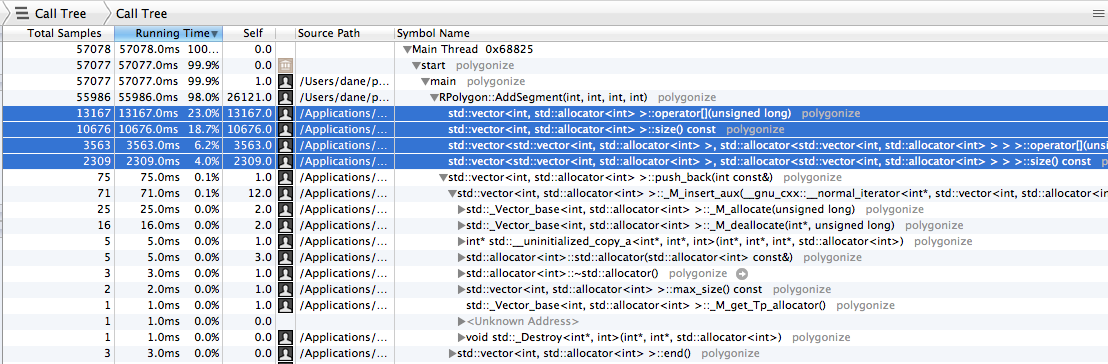 Call Tree Call Tree
Total Samples Running Time▼ Self Source Path Symbol Name
57078 57078.0ms 100... 0.0 ▼Main Thread 0x68825
57077 57077.0ms 99.9% 0.0 ▼start polygonize
57077 57077.0ms 99.9% 1.0 /Users/dane/p... ▼main polygonize
55986 55986.0ms 98.0% 26121.0 /Users/dane/p... ▼RPolygon::AddSegment(int, int, int, int) polygonize
13167 13167.0ms 23.0% 13167.0 /Applications/... std::vector<int, std::allocator<int> >::operator[](unsigned long) polygonize
10676 10676.0ms 18.7% 10676.0 /Applications/... std::vector<int, std::allocator<int> >::size() const polygonize
3563 3563.0ms 6.2% 3563.0 /Applications/... std::vector<std::vector<int, std::allocator<int> >, std::allocator<std::vector<int, std::allocator<int> > > >::operator[](uns
2309 2309.0ms 4.0% 2309.0 /Applications/... std::vector<std::vector<int, std::allocator<int> >, std::allocator<std::vector<int, std::allocator<int> > > >::size() const polygonize
75 75.0ms 0.1% 1.0 /Applications/... ▼std::vector<int, std::allocator<int> >::push_back(int const&) polygonize
71 71.0ms 0.1% 12.0 /Applications/... ▼std::vector<int, std::allocator<int> >::_M_insert_aux(__gnu_cxx::__normal_iterator<int*, std::vector<int, std::allocator<int
25 25.0ms 0.0% 2.0 /Applications/... ▶std::_Vector_base<int, std::allocator<int> >::_M_allocate(unsigned long) polygonize
16 16.0ms 0.0% 2.0 /Applications/... ▶std::_Vector_base<int, std::allocator<int> >::_M_deallocate(int*, unsigned long) polygonize
5 5.0ms 0.0% 1.0 /Applications/... ▶int* std::__uninitialized_copy_a<int*, int*, int>(int*, int*, int*, std::allocator<int>) polygonize
5 5.0ms 0.0% 3.0 /Applications/... ▶std::allocator<int>::allocator(std::allocator<int> const&) polygonize
3 3.0ms 0.0% 1.0 /Applications/... ▶std::allocator<int>::~std::allocator() polygonize
2 2.0ms 0.0% 1.0 /Applications/... ▶std::vector<int, std::allocator<int> >::max_size() const polygonize
1 1.0ms 0.0% 1.0 /Applications/... std::_Vector_base<int, std::allocator<int> >::_M_get_Tp_allocator() polygonize
1 1.0ms 0.0% 0.0 ▶<Unknown Address>
1 1.0ms 0.0% 0.0 /Applications/... ▶void std::_Destroy<int*, int>(int*, int*, std::allocator<int>) polygonize
3 3.0ms 0.0% 1.0 /Applications/... ▶std::vector<int, std::allocator<int> >::end() polygonize